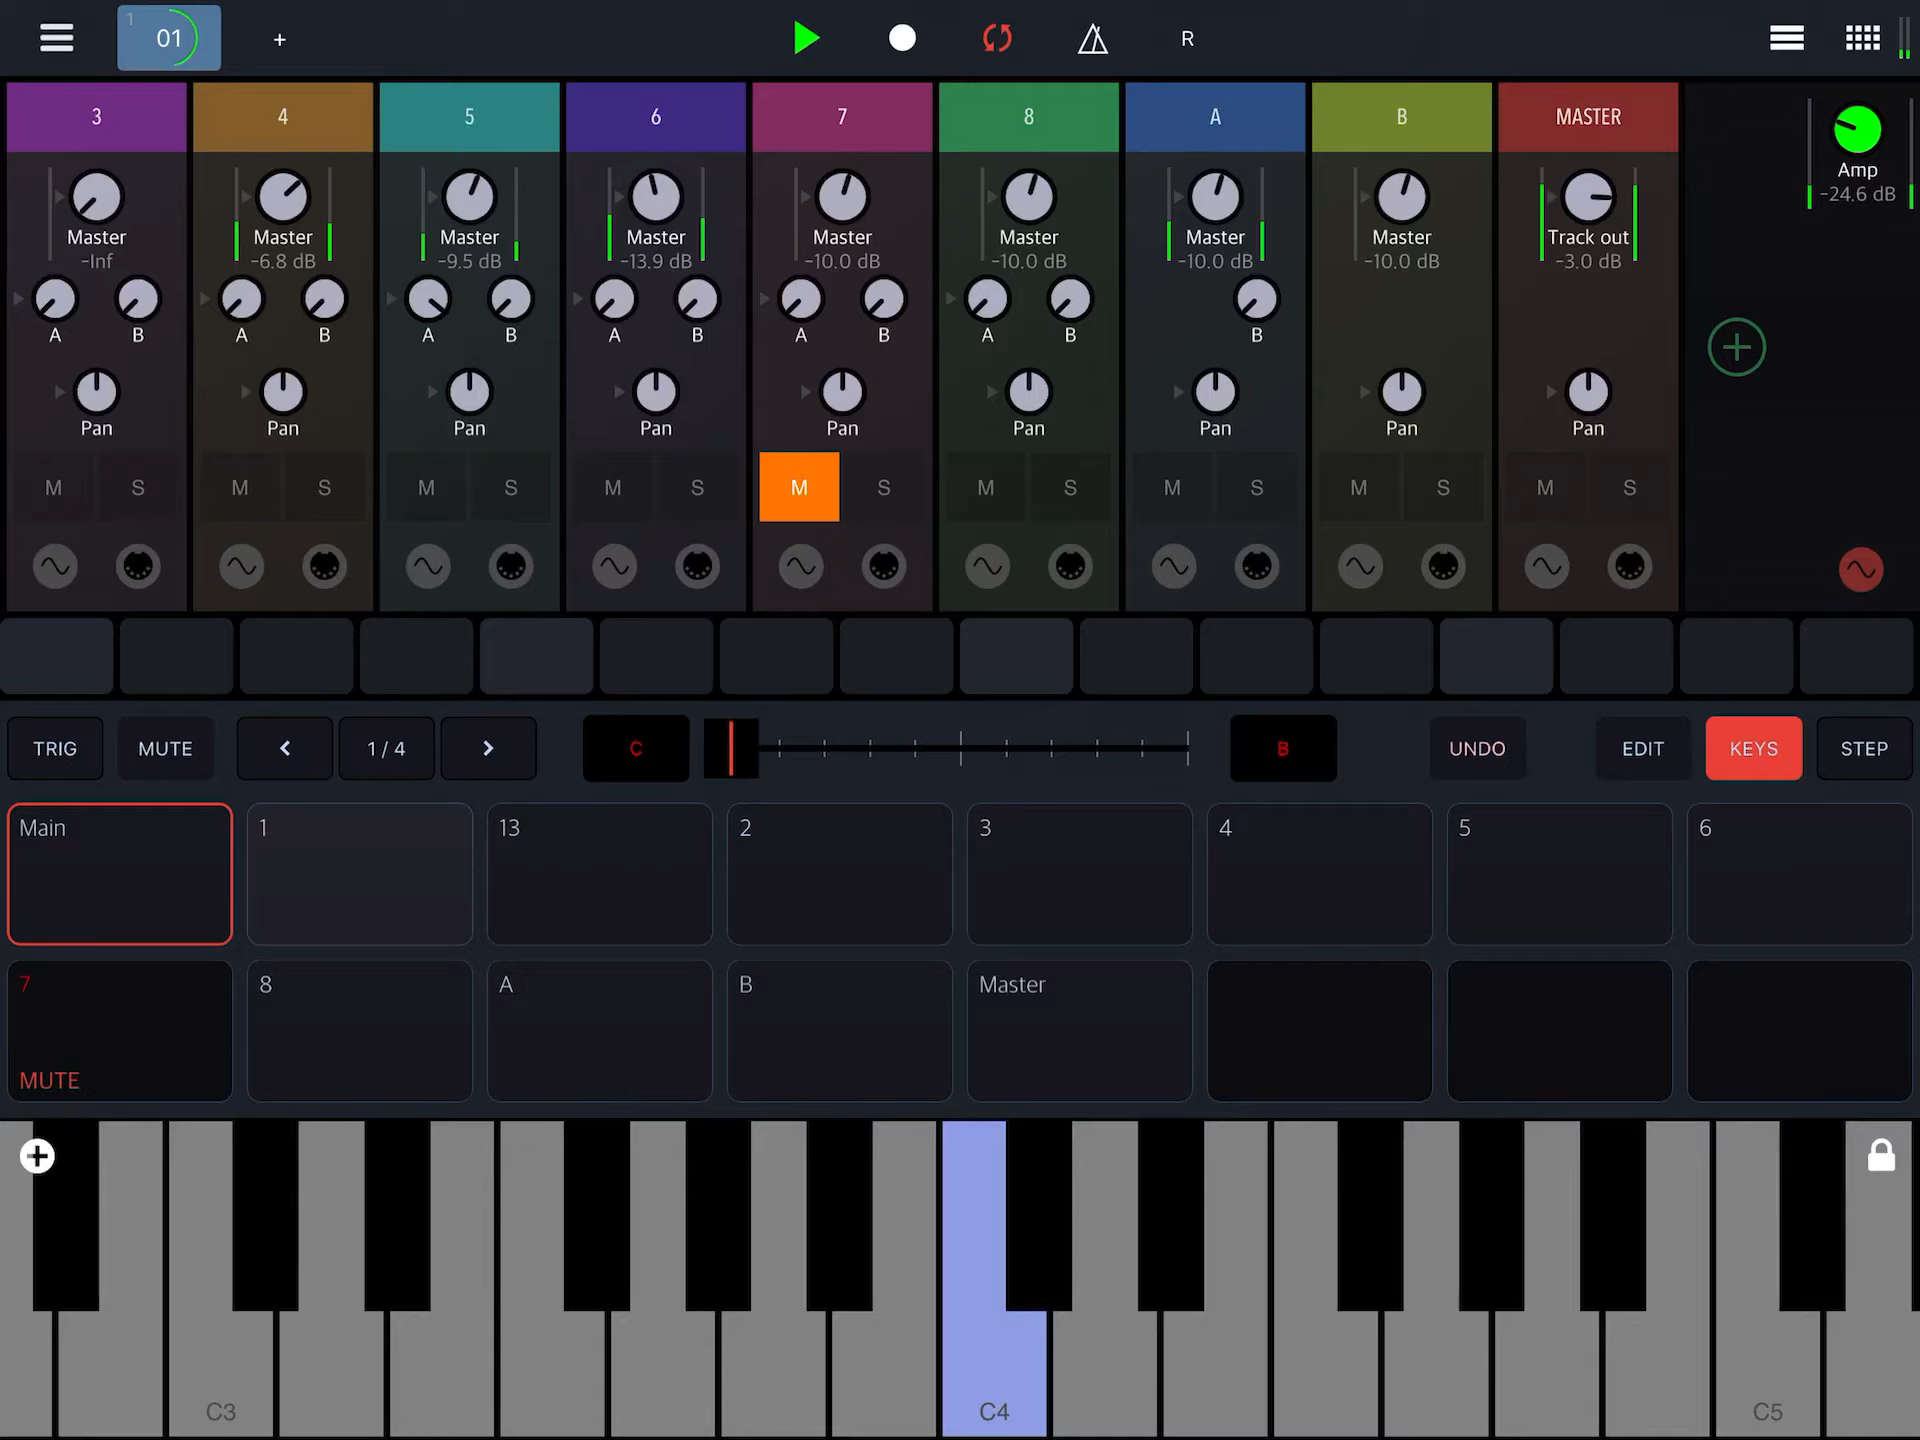 1
01
+
R
3
4
5
6
7
8
A
B
MASTER
Amp
-24.6 dB
Master
Master
Master
Master
Master
Master
Master
Master
Track out
-Inf
-6.8 dB
-9.5 dB
-13.9 dB
-10.0 dB
-10.0 dB
-10.0 dB
-10.0 dB
-3.0 dB
A B
A B
A B
A B
A B
A B
B
Pan
Pan
Pan
Pan
Pan
Pan
Pan
Pan
Pan
M S
M S
M S
M S
M S
M S
M S
M S
M S
TRIG
MUTE
<
1 / 4
>
C
B
UNDO
EDIT
KEYS
STEP
Main
1
13
2
3
4
5
6
7
8
A
B
Master
MUTE
C3
C4
C5